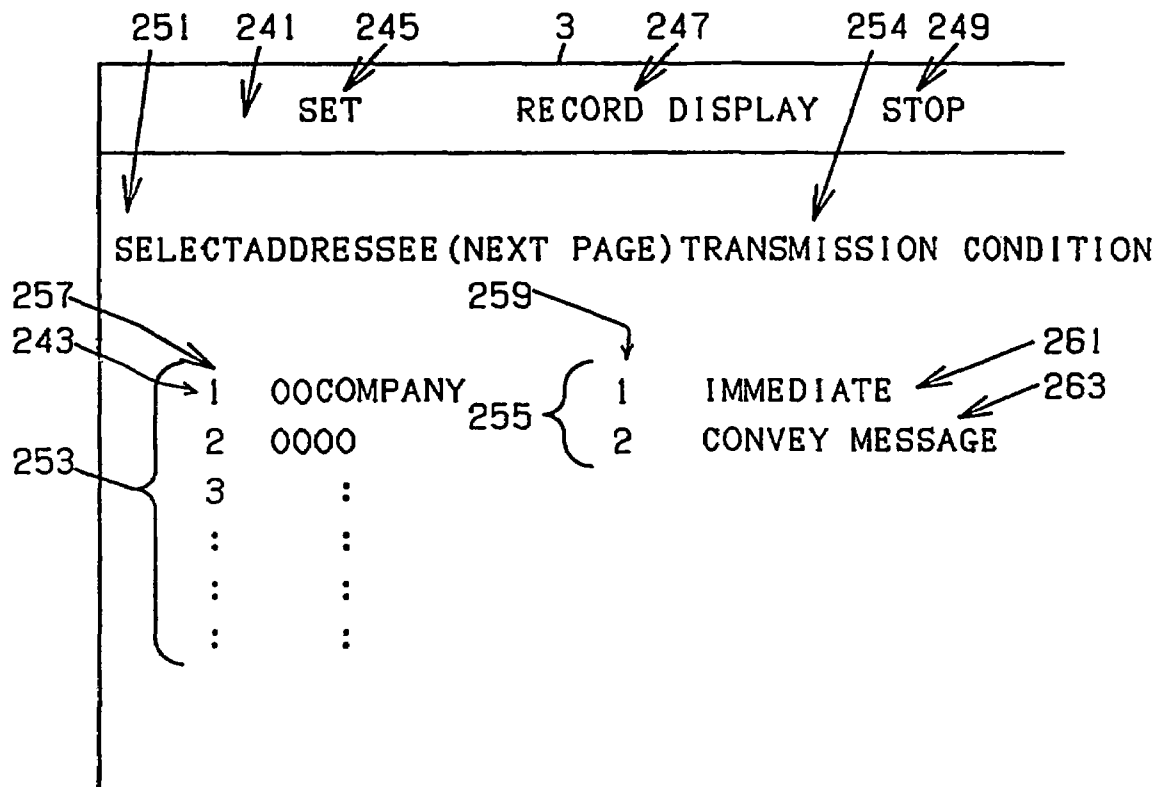 251 241 245 3 247 254 249
SET RECORD DISPLAY STOP
SELECTADDRESSEE(NEXT PAGE)TRANSMISSION CONDITION
257 259
243 261
1 OOCOMPANY 1 IMMEDIATE 263
255
2 OOOO 2 CONVEY MESSAGE
253
3 :
: :
: :
: :